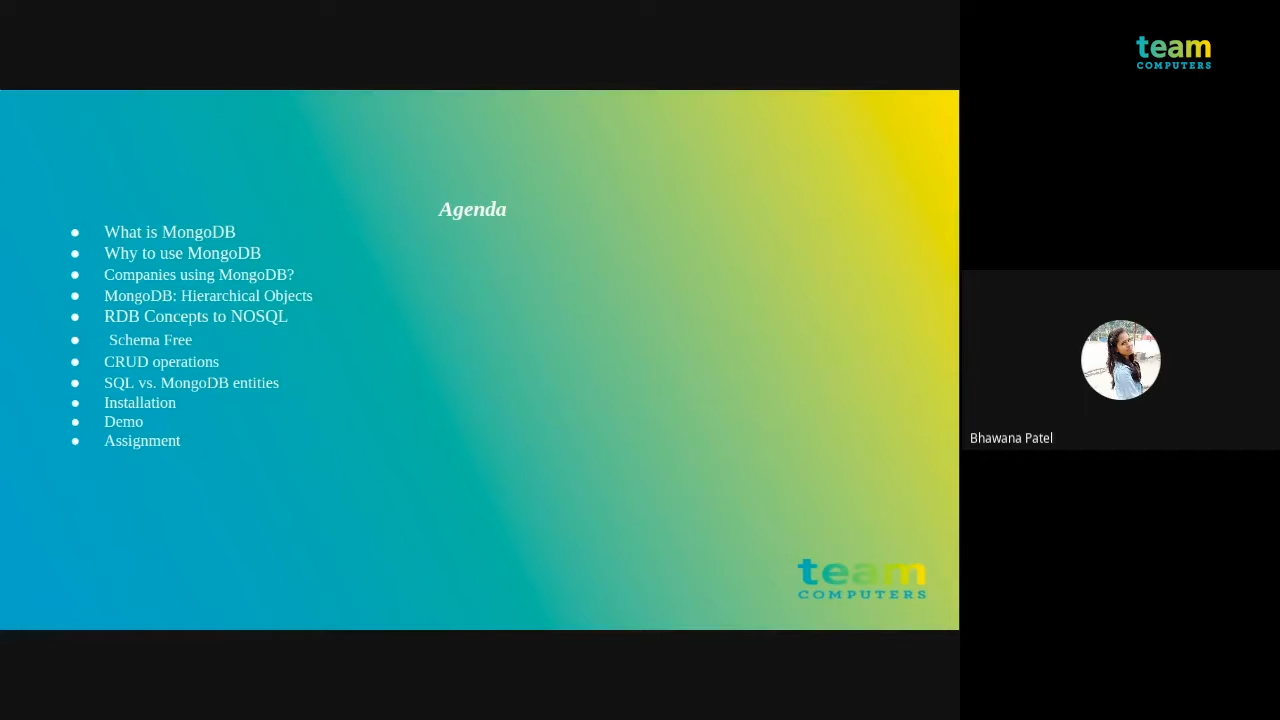 team
COMPUTERS
Agenda
● What is MongoDB
● Why to use MongoDB
● Companies using MongoDB?
● MongoDB: Hierarchical Objects
● RDB Concepts to NOSQL
● Schema Free
● CRUD operations
● SQL vs. MongoDB entities
● Installation
● Demo
● Assignment
Bhawana Patel
team
COMPUTERS